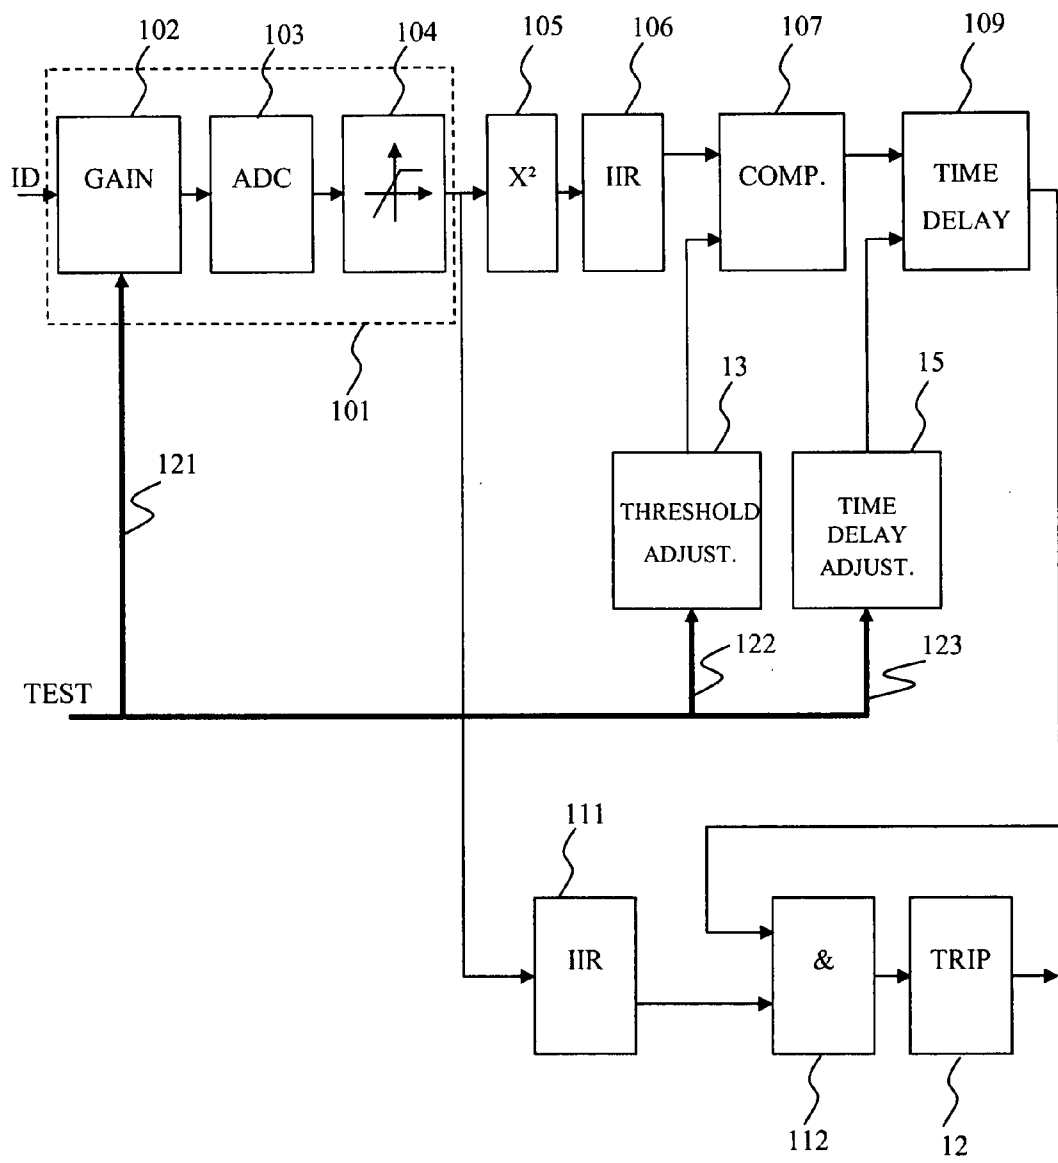 102
103
104
105
106
107
109
ID
GAIN
ADC
X²
IIR
COMP.
TIME
DELAY
101
13
15
121
THRESHOLD
ADJUST.
TIME
DELAY
ADJUST.
122
123
TEST
111
IIR
&
TRIP
112
12